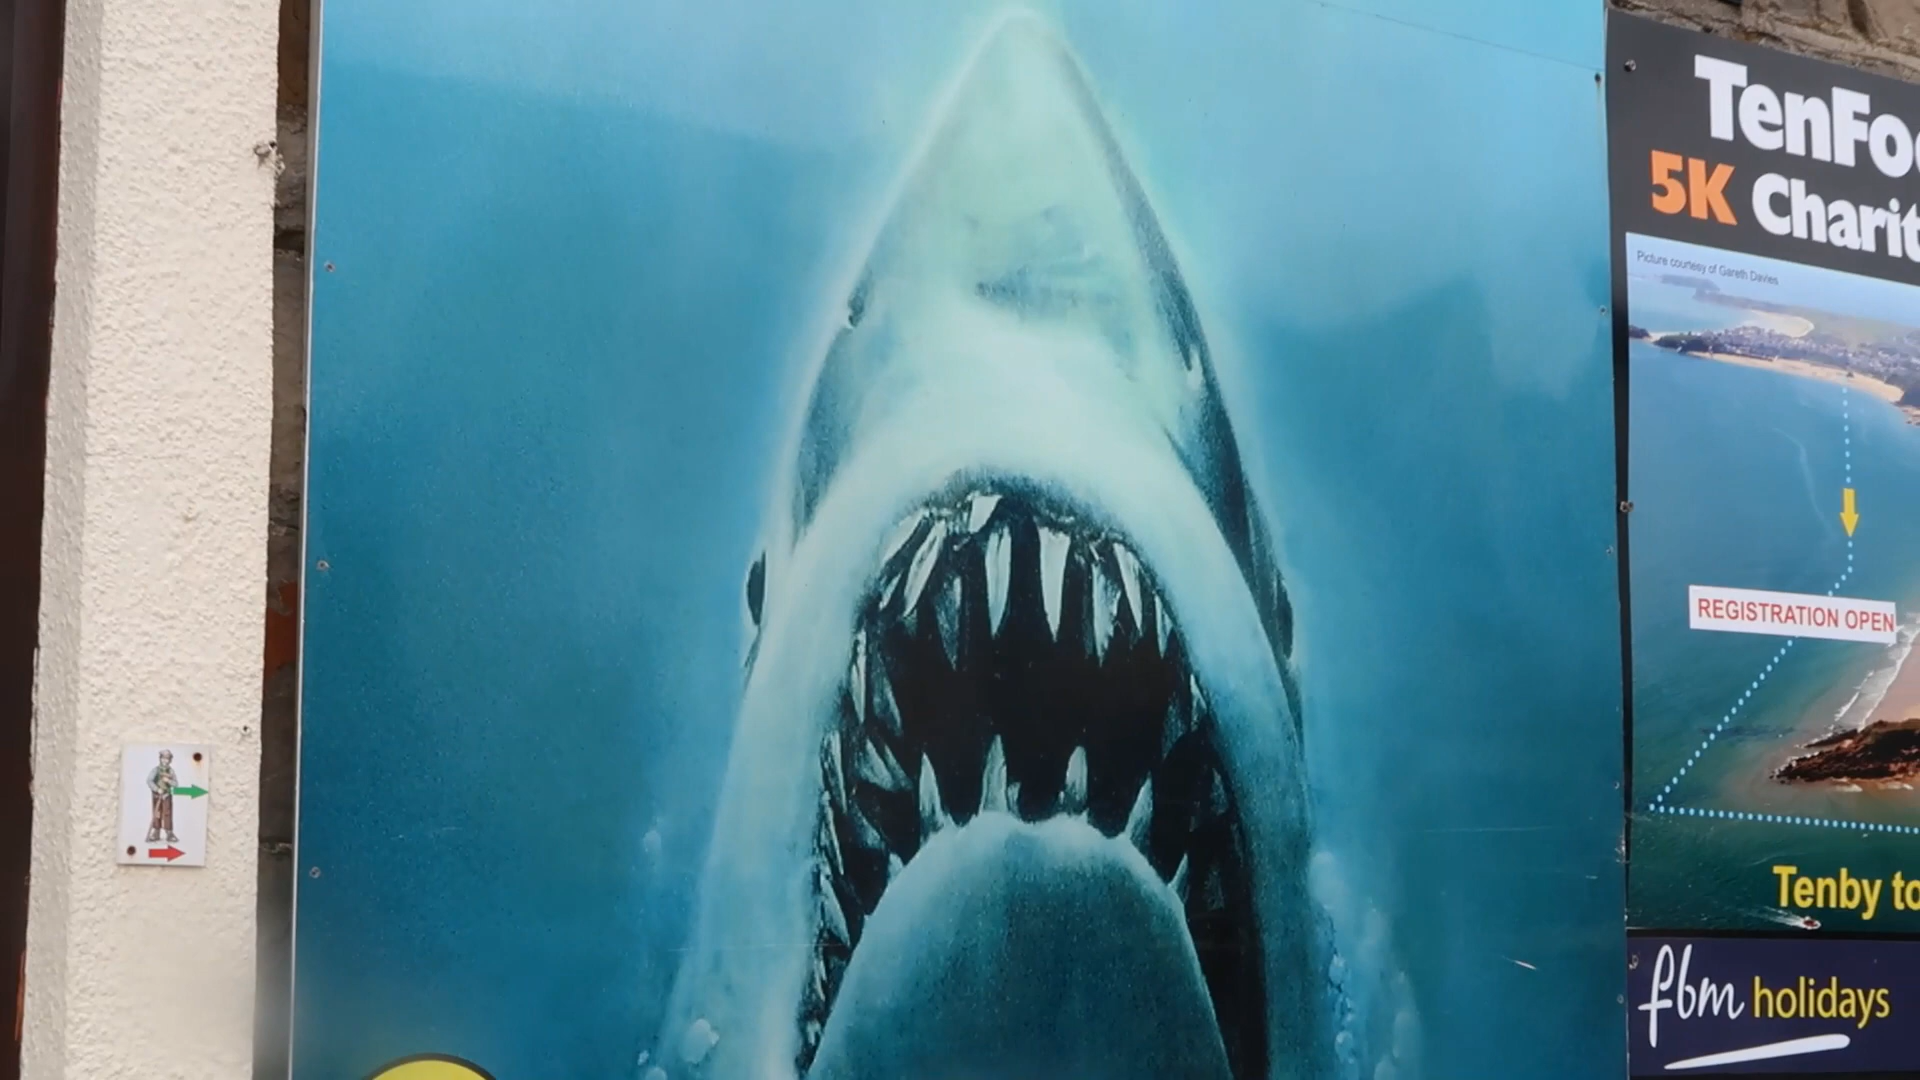 TenFo
5K Charit
Picture courtesy of Gareth Davies
REGISTRATION OPEN
Tenby to
fbm holidays